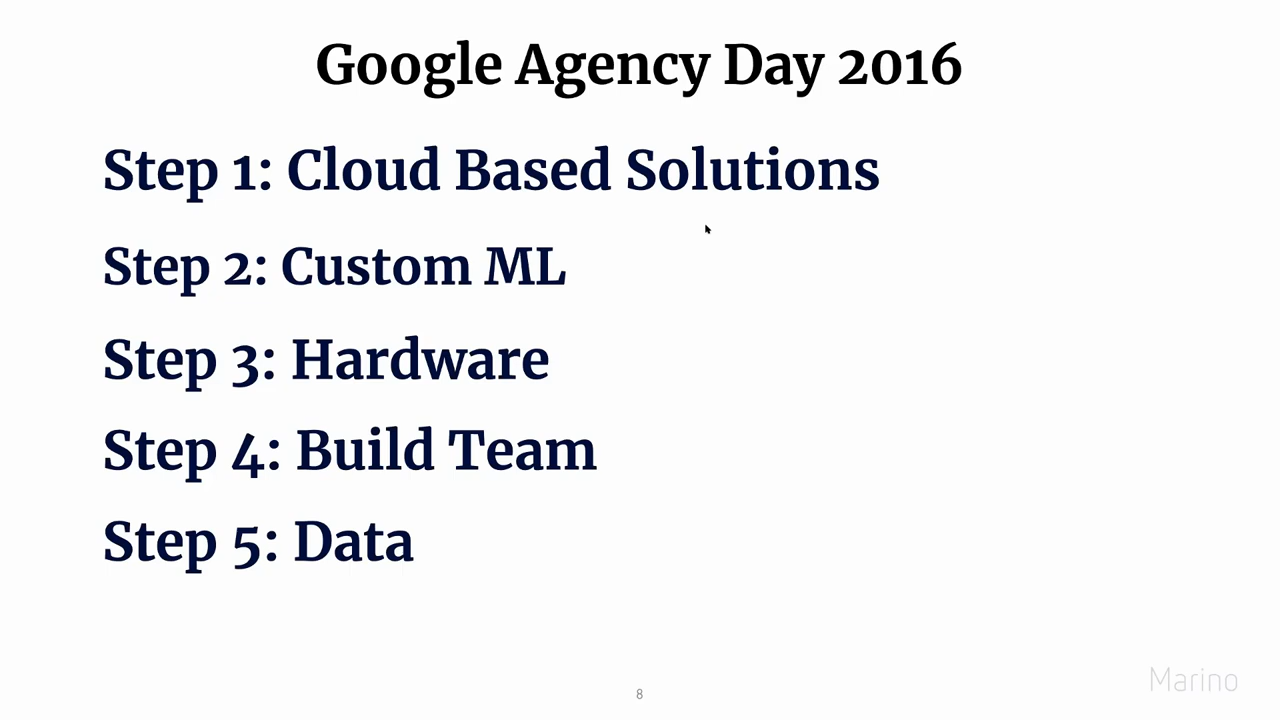 Google Agency Day 2016
Step 1: Cloud Based Solutions
Step 2: Custom ML
Step 3: Hardware
Step 4: Build Team
Step 5: Data
8
Marino